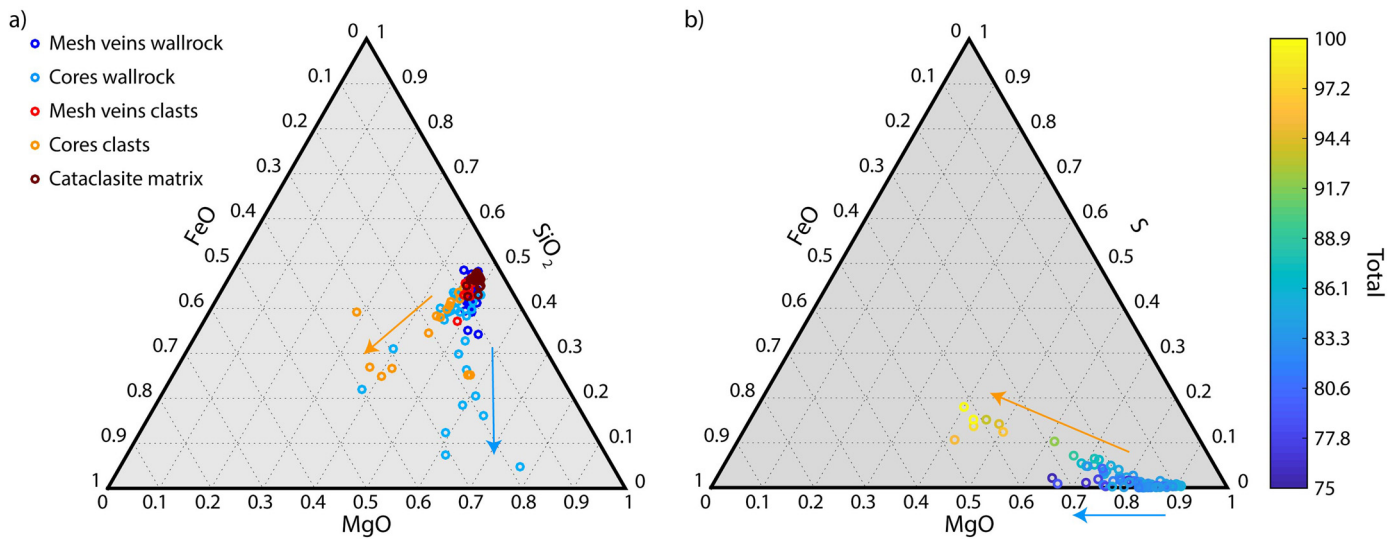 a)
Mesh veins wallrock
Cores wallrock
Mesh veins clasts
Cores clasts
Cataclasite matrix
0 1
0.1 0.9
0.2 0.8
0.3 0.7
0.4 0.6
FeO SiO₂
0.5 0.5
0.6 0.4
0.7 0.3
0.8 0.2
0.9 0.1
1 0
0.1 0.2 0.3 0.4 0.5 0.6 0.7 0.8 0.9 1
MgO
b)
0 1
0.1 0.9
0.2 0.8
0.3 0.7
0.4 0.6
FeO S
0.5 0.5
0.6 0.4
0.7 0.3
0.8 0.2
0.9 0.1
1 0
0.1 0.2 0.3 0.4 0.5 0.6 0.7 0.8 0.9 1
MgO
100
97.2
94.4
91.7
88.9
86.1
83.3
80.6
77.8
75
Total